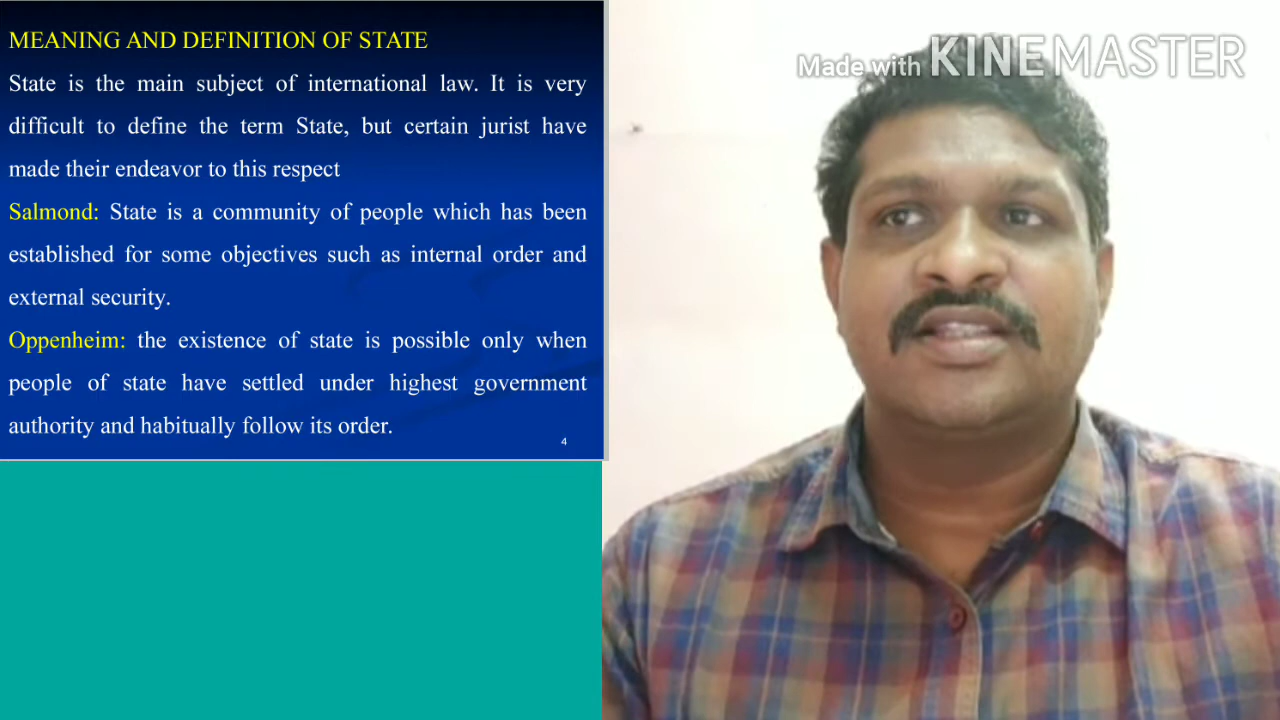 MEANING AND DEFINITION OF STATE
State is the main subject of international law. It is very
difficult to define the term State, but certain jurist have
made their endeavor to this respect
Salmond: State is a community of people which has been
established for some objectives such as internal order and
external security.
Oppenheim: the existence of state is possible only when
people of state have settled under highest government
authority and habitually follow its order.
4
Made with KINEMASTER